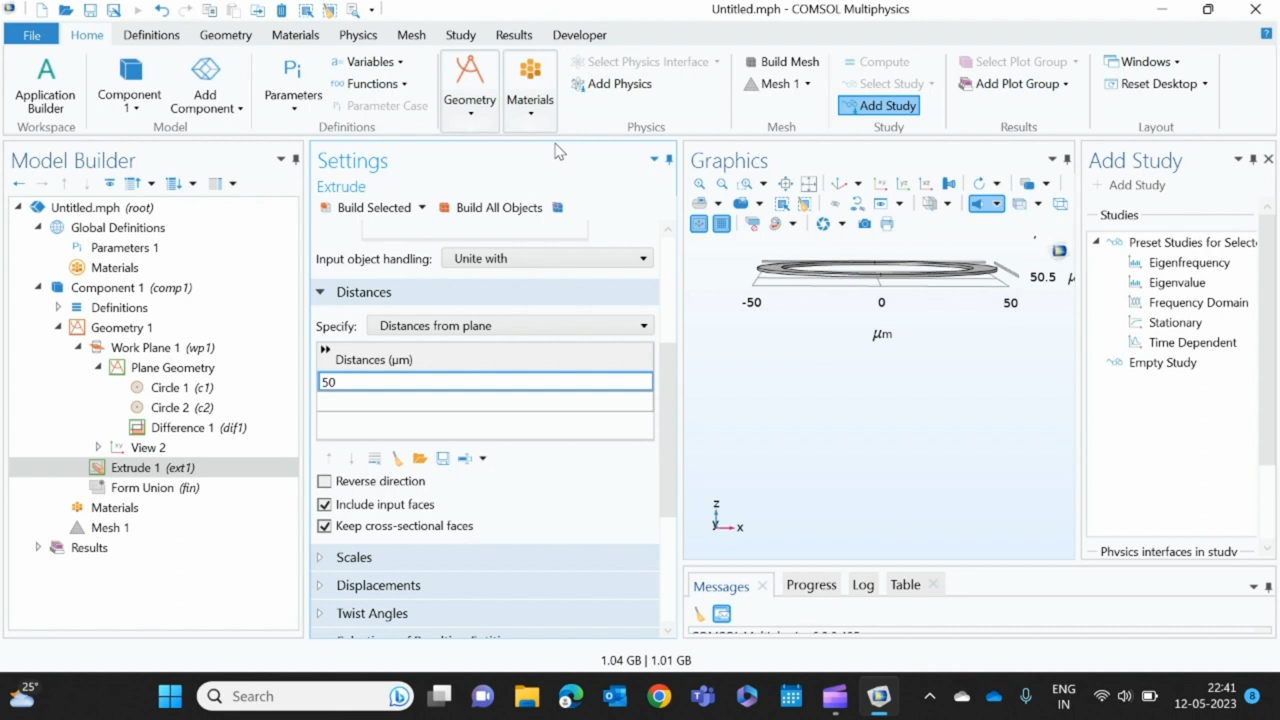 Untitled.mph - COMSOL Multiphysics
File Home Definitions Geometry Materials Physics Mesh Study Results Developer
Application Builder
Component 1
Add Component
Pi Parameters
a= Variables
f(x) Functions
Pi Parameter Case
Geometry
Materials
Select Physics Interface
Add Physics
Build Mesh
Mesh 1
Compute
Select Study
Add Study
Select Plot Group
Add Plot Group
Windows
Reset Desktop
Workspace Model Definitions Physics Mesh Study Results Layout
Model Builder
Untitled.mph (root)
Global Definitions
Pi Parameters 1
Materials
Component 1 (comp1)
Definitions
Geometry 1
Work Plane 1 (wp1)
Plane Geometry
Circle 1 (c1)
Circle 2 (c2)
Difference 1 (dif1)
View 2
Extrude 1 (ext1)
Form Union (fin)
Materials
Mesh 1
Results
Settings
Extrude
Build Selected Build All Objects
Input object handling: Unite with
Distances
Specify: Distances from plane
Distances (µm)
50
Reverse direction
Include input faces
Keep cross-sectional faces
Scales
Displacements
Twist Angles
Graphics
50.5 µ
-50 0 50
µm
z
y x
Messages Progress Log Table
Add Study
Add Study
Studies
Preset Studies for Selecte
Eigenfrequency
Eigenvalue
Frequency Domain
Stationary
Time Dependent
Empty Study
Physics interfaces in study
1.04 GB | 1.01 GB
25°
Search
ENG
IN
22:41
12-05-2023
8